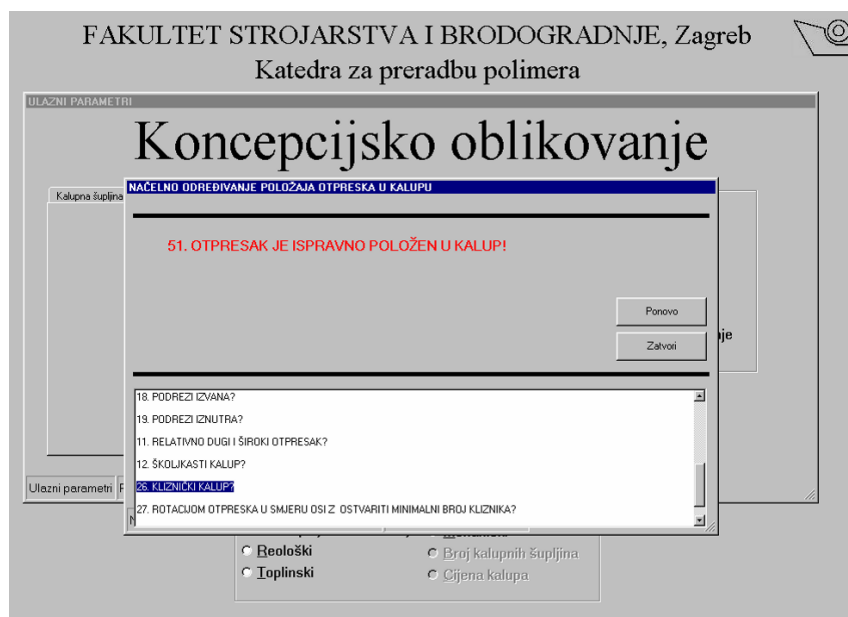 FAKULTET STROJARSTVA I BRODOGRADNJE, Zagreb
Katedra za preradbu polimera
ULAZNI PARAMETRI
Koncepcijsko oblikovanje
Kalupna šupljina
NAČELNO ODREĐIVANJE POLOŽAJA OTPRESKA U KALUPU
51. OTPRESAK JE ISPRAVNO POLOŽEN U KALUP!
Ponovo
Zatvori
18. PODREZI IZVANA?
19. PODREZI IZNUTRA?
11. RELATIVNO DUGI I ŠIROKI OTPRESAK?
12. ŠKOLJKASTI KALUP?
26. KLIZNIČKI KALUP?
27. ROTACIJOM OTPRESKA U SMJERU OSI Z OSTVARITI MINIMALNI BROJ KLIZNIKA?
Ulazni parametri
Reološki
Broj kalupnih šupljina
Toplinski
Cijena kalupa